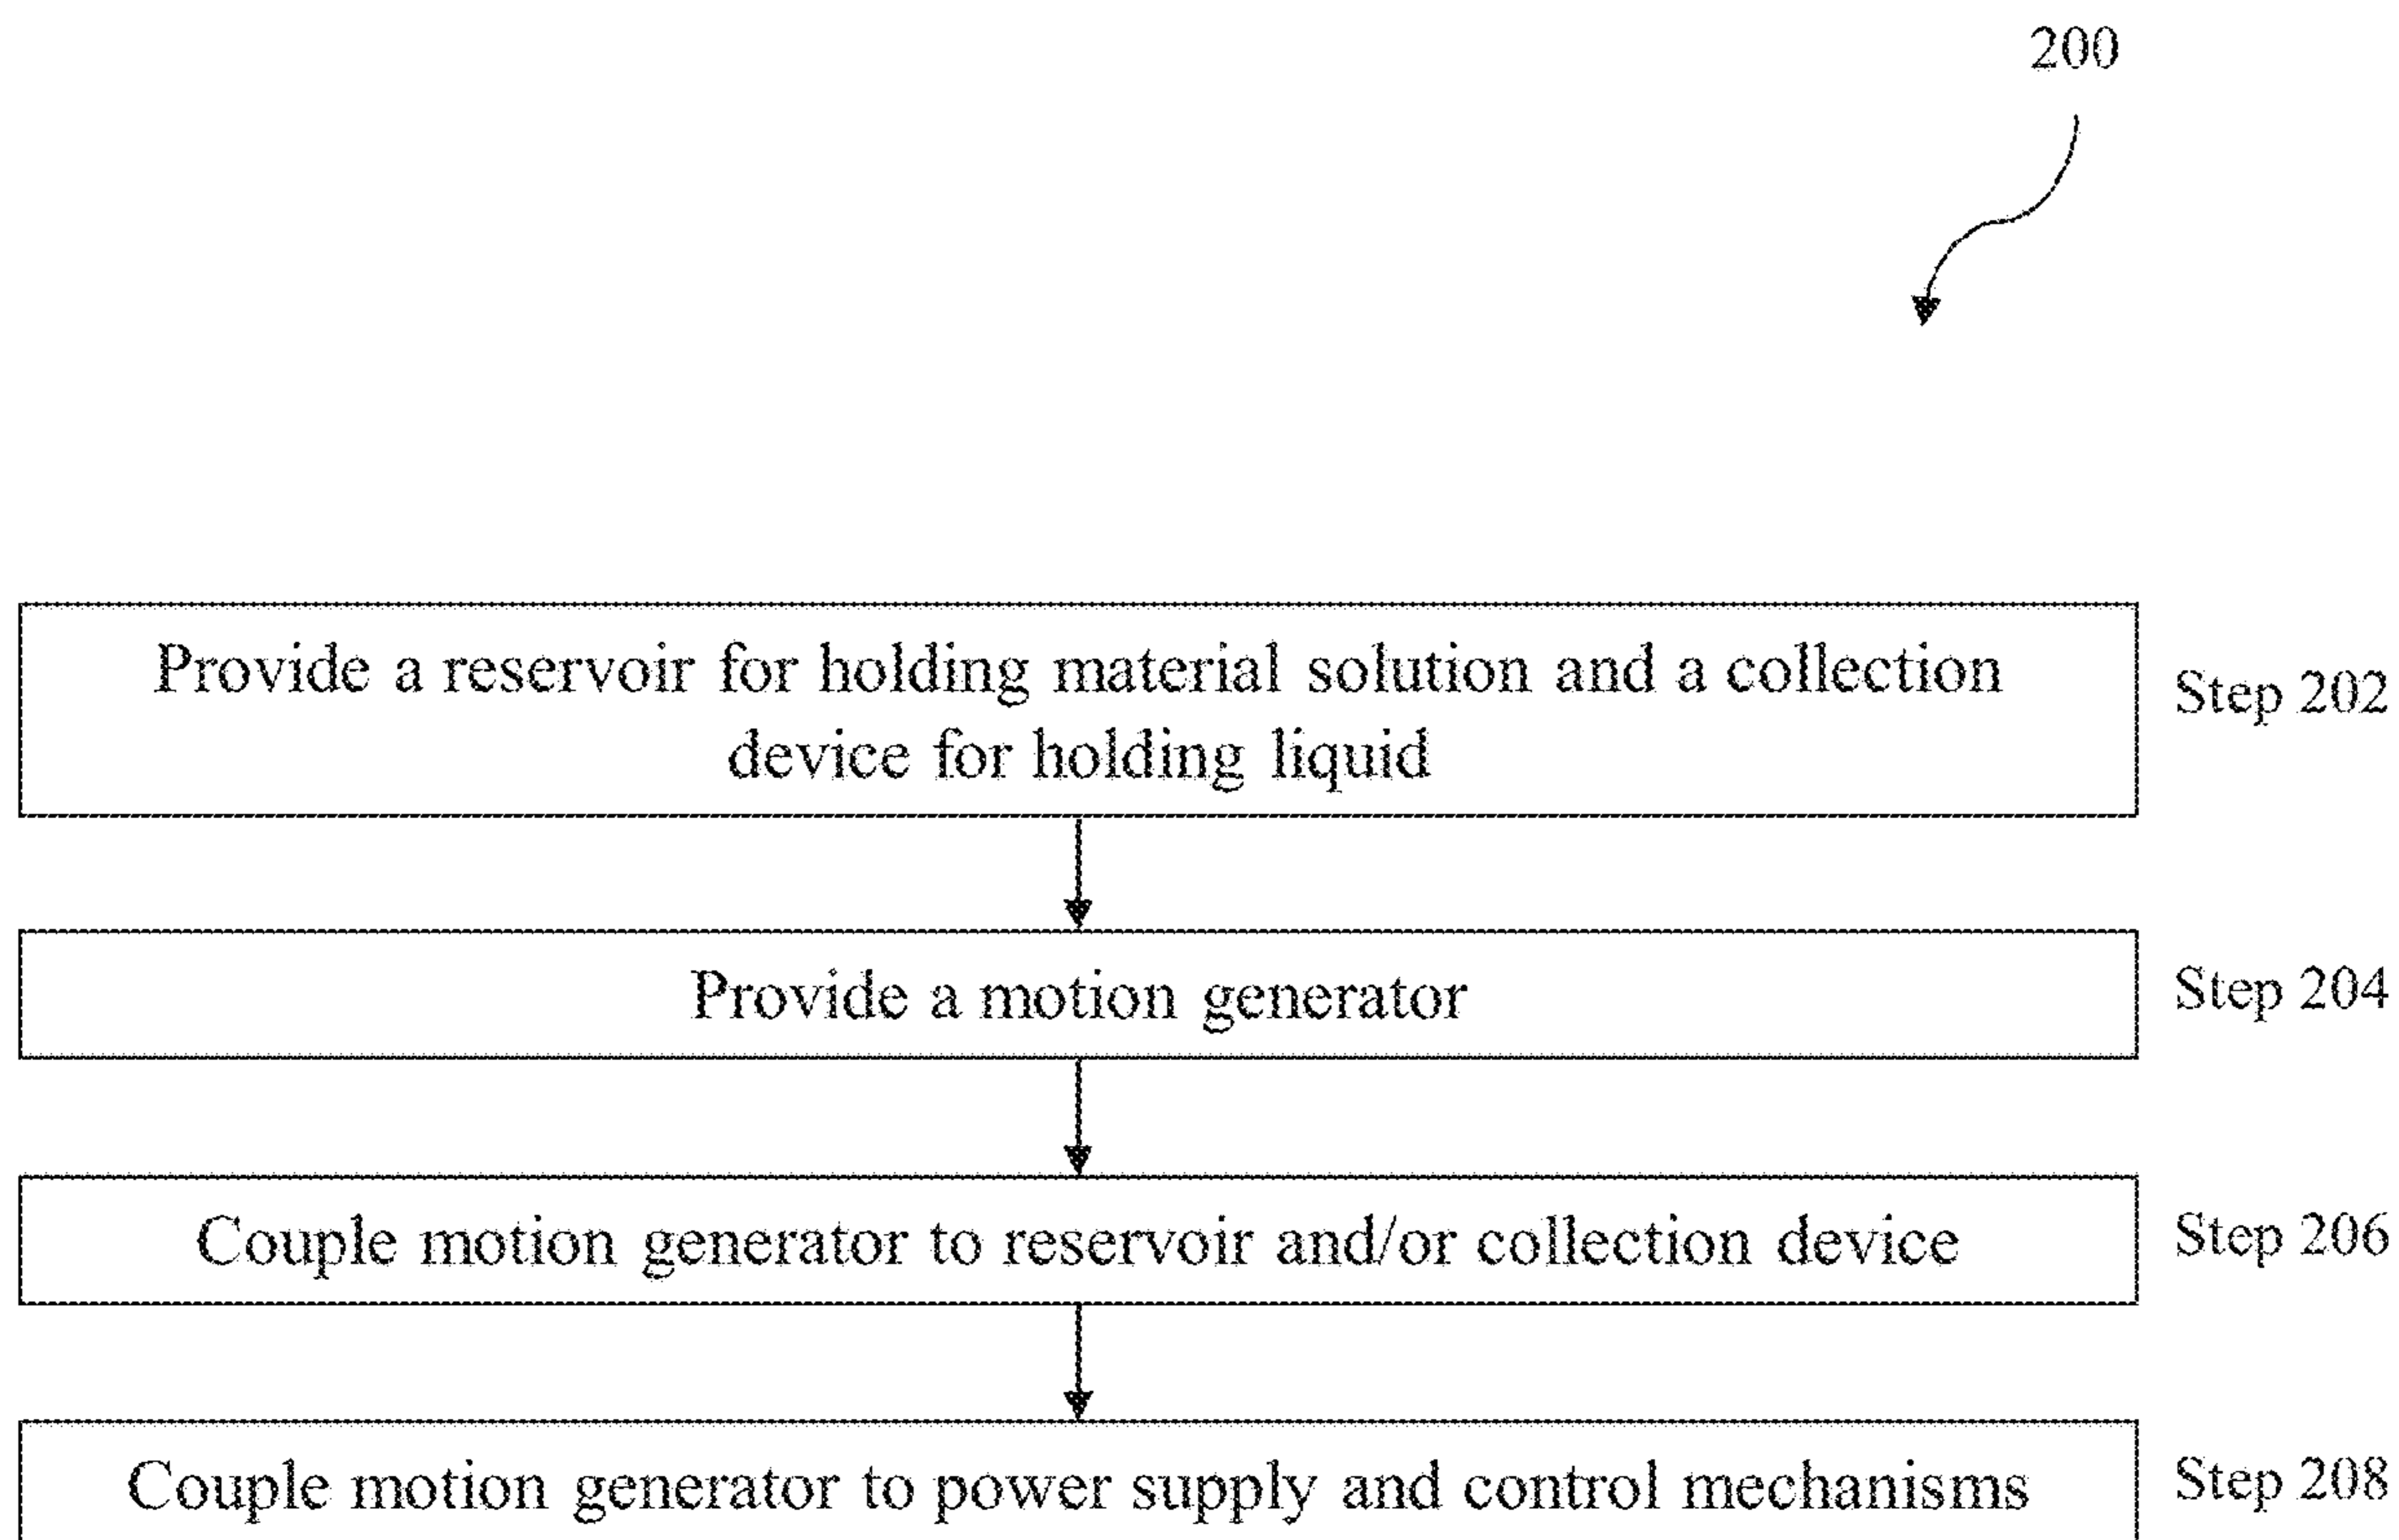 200
Provide a reservoir for holding material solution and a collection
device for holding liquid
Step 202
Provide a motion generator
Step 204
Couple motion generator to reservoir and/or collection device
Step 206
Couple motion generator to power supply and control mechanisms
Step 208